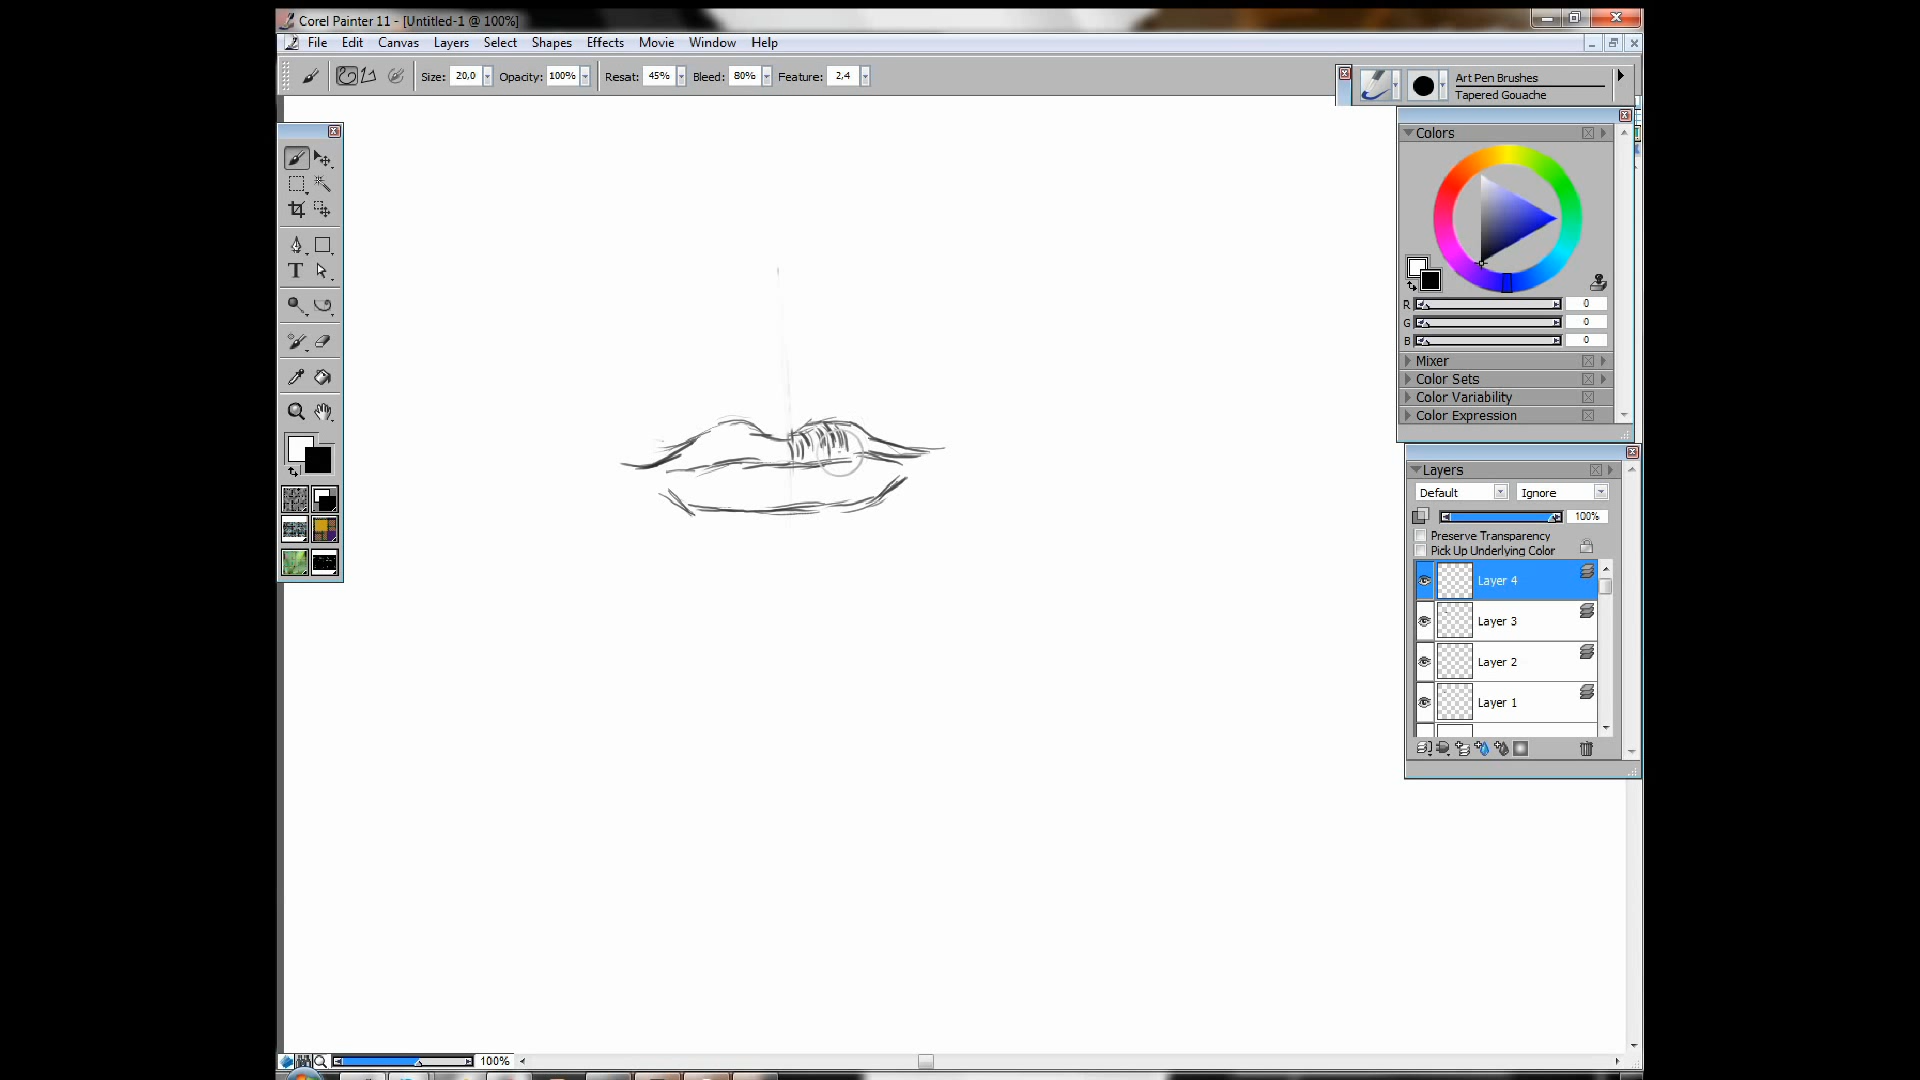 Corel Painter 11 - [Untitled-1 @ 100%]
File Edit Canvas Layers Select Shapes Effects Movie Window Help
Size: 20,0 Opacity: 100% Resat: 45% Bleed: 80% Feature: 2,4
Art Pen Brushes
Tapered Gouache
Colors
R 0
G 0
B 0
Mixer
Color Sets
Color Variability
Color Expression
T
Layers
Default Ignore
100%
Preserve Transparency
Pick Up Underlying Color
Layer 4
Layer 3
Layer 2
Layer 1
100%